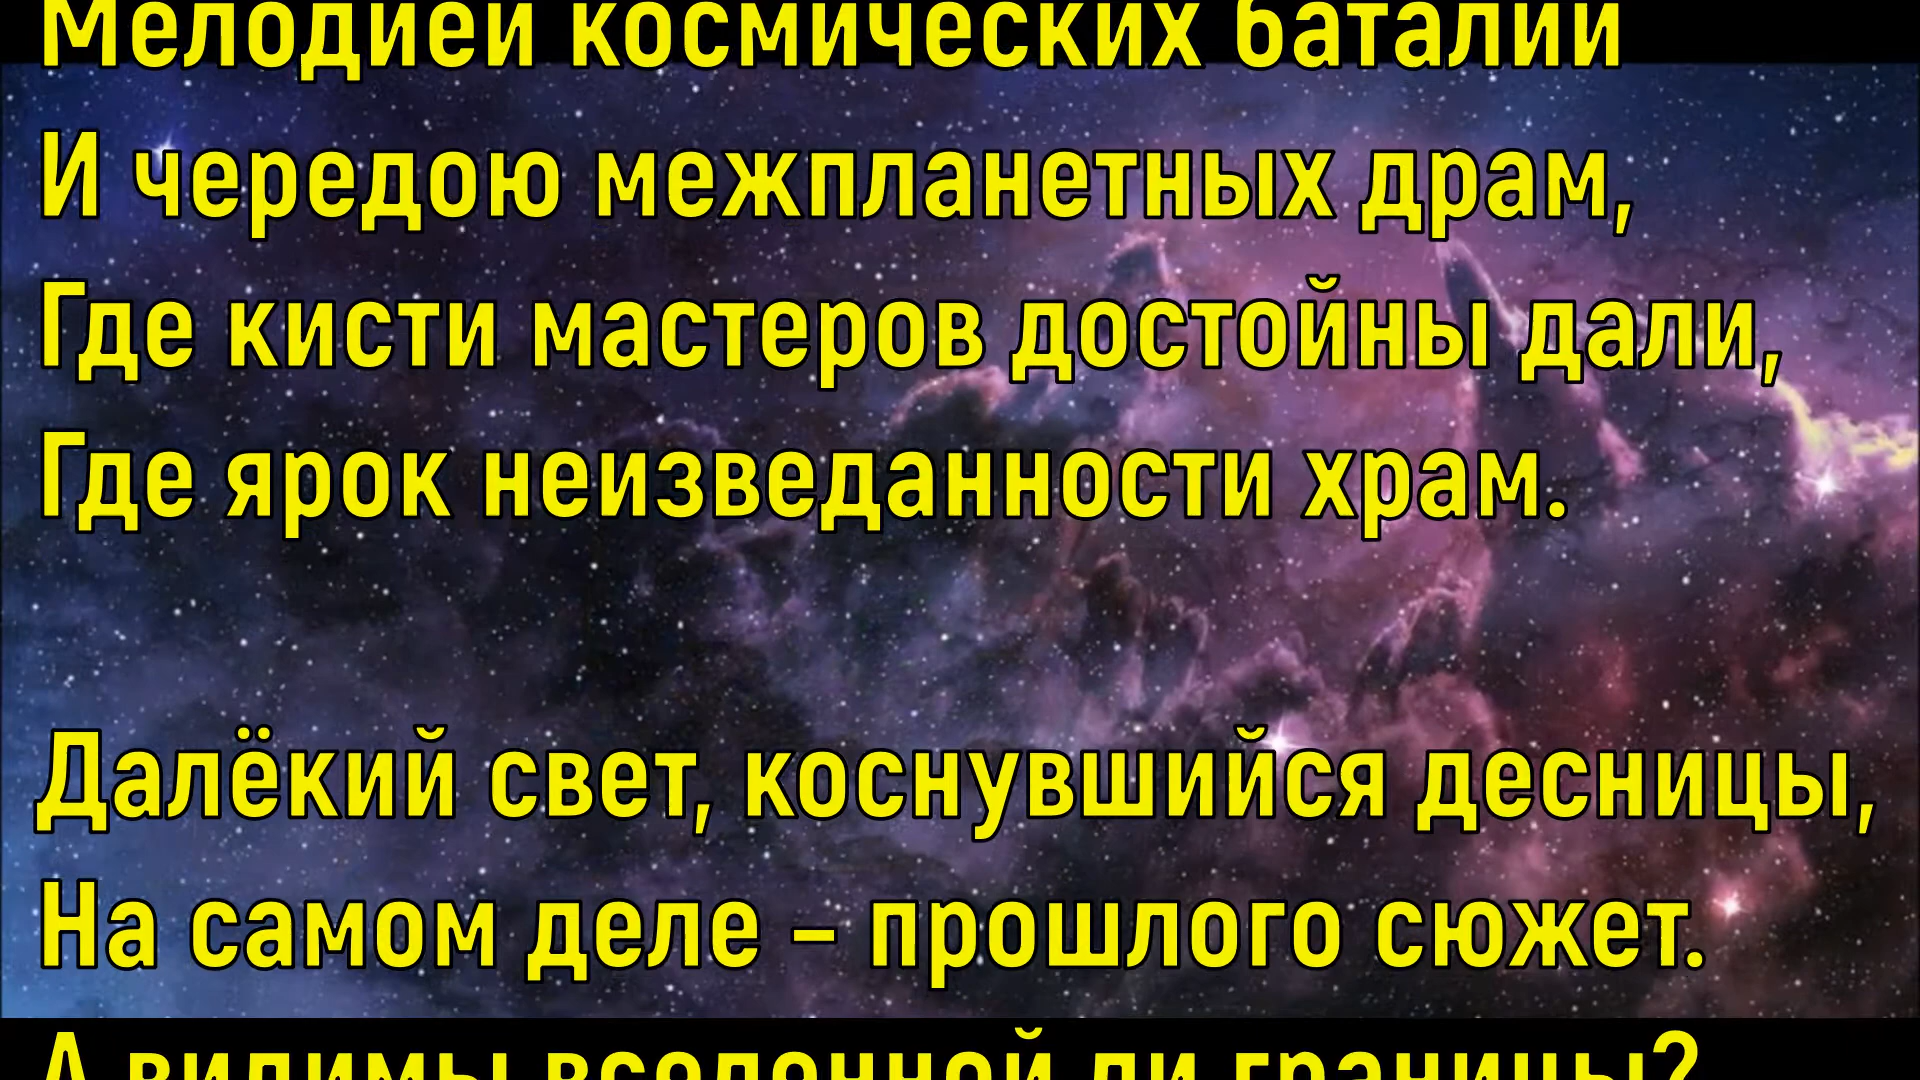 Мелодией космических баталий
И чередою межпланетных драм,
Где кисти мастеров достойны дали,
Где ярок неизведанности храм.
Далёкий свет, коснувшийся десницы,
На самом деле – прошлого сюжет.
А видимы вселенной ли границы?